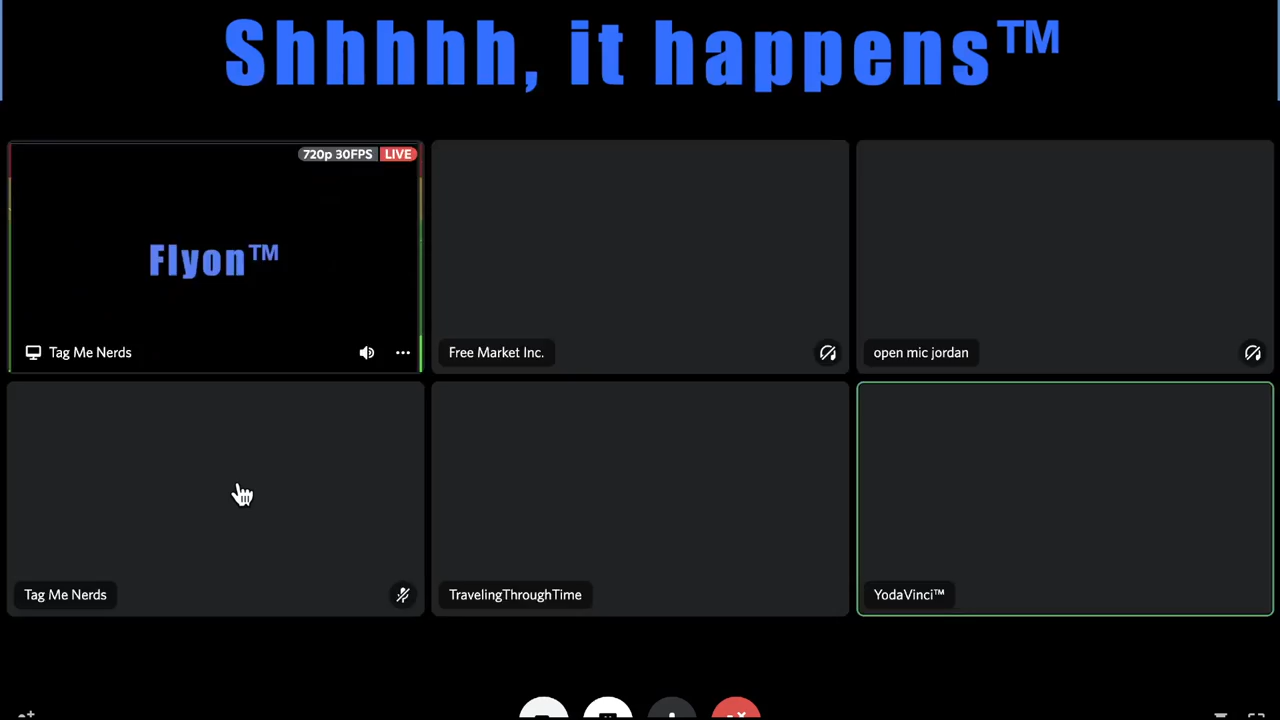 Shhhhh, it happens™
720p 30FPS LIVE
Flyon™
Tag Me Nerds
Free Market Inc.
open mic jordan
Tag Me Nerds
TravelingThroughTime
YodaVinci™